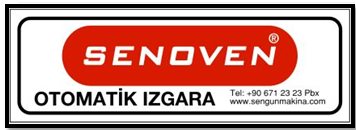 SENOVEN®
OTOMATİK IZGARA
Tel: +90 671 23 23 Pbx
www.sengunmakina.com